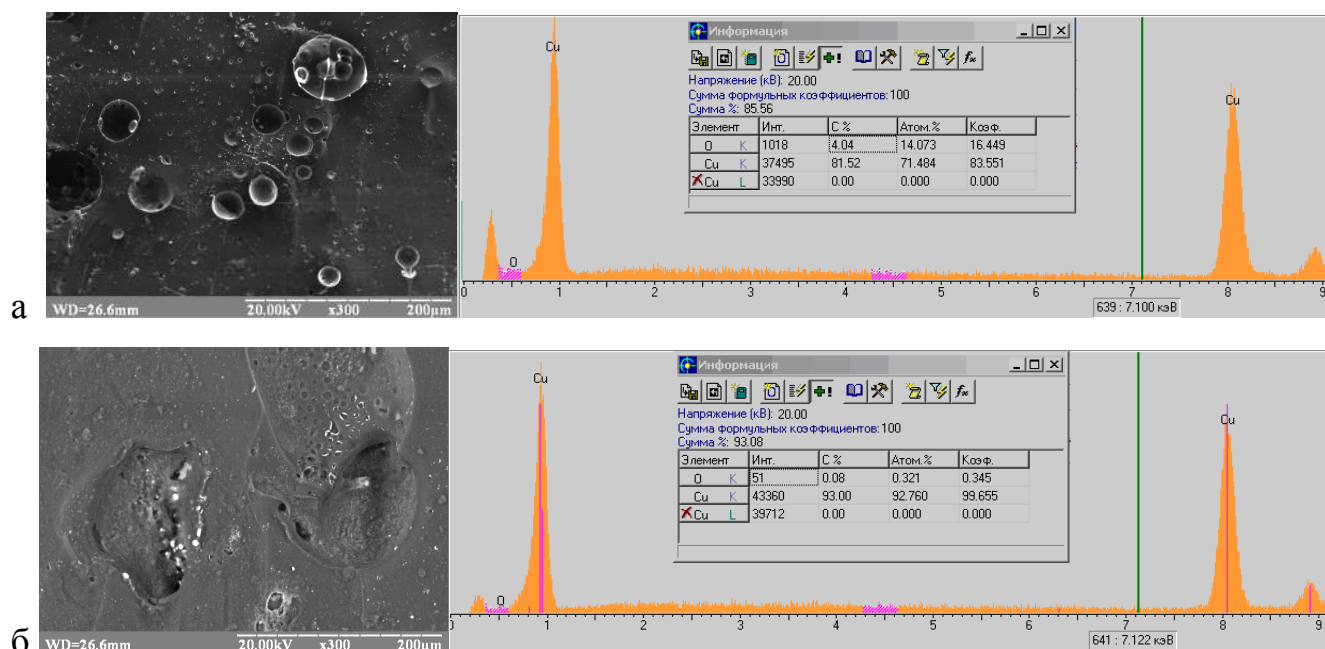 Cu
Информация
Напряжение (кВ): 20.00
Сумма формульных коэффициентов: 100
Сумма %: 85.56
Элемент Инт. C % Атом.% Коэф.
O K 1018 4.04 14.073 16.449
Cu K 37495 81.52 71.484 83.551
Cu L 33990 0.00 0.000 0.000
Cu
O
0 1 2 3 4 5 6 7 8 9
639 : 7.100 кэВ
WD=26.6mm 20.00kV x300 200μm
а
Cu
Информация
Напряжение (кВ): 20.00
Сумма формульных коэффициентов: 100
Сумма %: 93.08
Элемент Инт. C % Атом.% Коэф.
O K 51 0.08 0.321 0.345
Cu K 43360 93.00 92.760 99.655
Cu L 39712 0.00 0.000 0.000
Cu
O
0 1 2 3 4 5 6 7 8 9
641 : 7.122 кэВ
WD=26.6mm 20.00kV x300 200μm
б